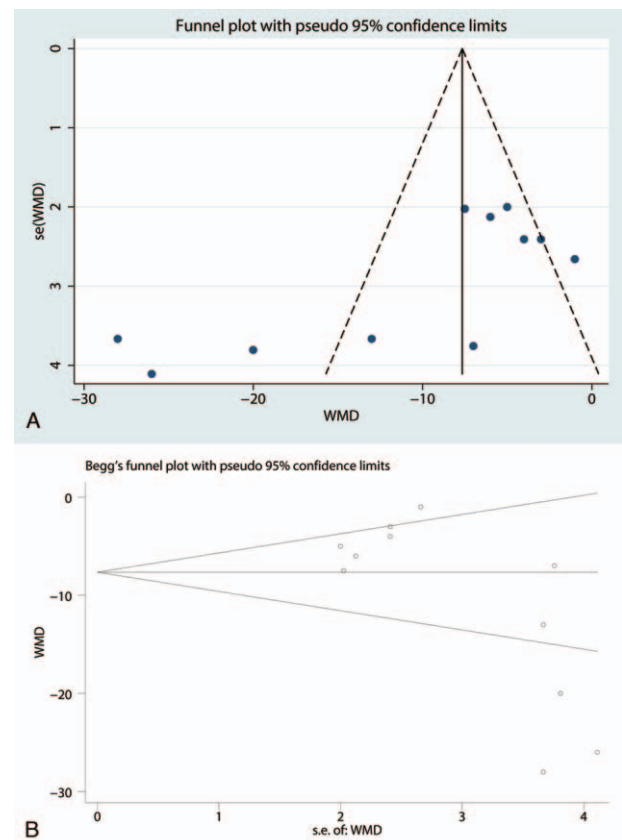 Funnel plot with pseudo 95% confidence limits
0
1
2
3
4
se(WMD)
−30
−20
−10
0
WMD
A
Begg's funnel plot with pseudo 95% confidence limits
0
−10
−20
−30
WMD
0
1
2
3
4
s.e. of: WMD
B